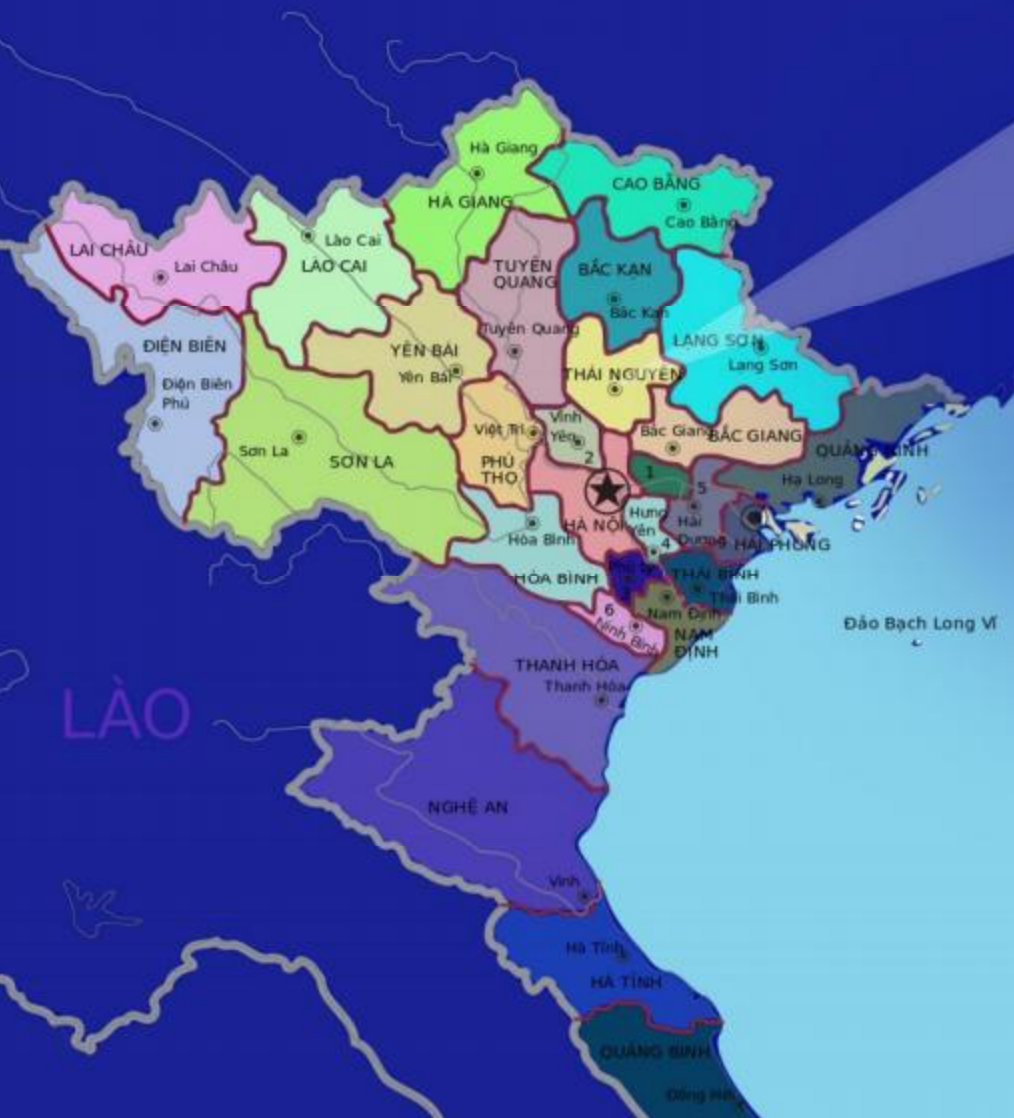 Hà Giang
HÀ GIANG
CAO BẰNG
Cao Bằng
LAI CHÂU
Lai Châu
Lào Cai
LÀO CAI
TUYÊN
QUANG
Tuyên Quang
BẮC KẠN
Bắc Kạn
LẠNG SƠN
Lạng Sơn
ĐIỆN BIÊN
Điện Biên
Phủ
YÊN BÁI
Yên Bái
THÁI NGUYÊN
Sơn La
SƠN LA
Việt Trì
PHÚ
THỌ
Vĩnh
Yên
2
Bắc Giang
BẮC GIANG
QUẢNG NINH
Hạ Long
1
5
HÀ NỘI
Hưng
Yên
4
Hải
Dương
HẢI PHÒNG
Hòa Bình
HÒA BÌNH
THÁI BÌNH
Thái Bình
Nam Định
NAM
ĐỊNH
6
Ninh Bình
Đảo Bạch Long Vĩ
THANH HÓA
Thanh Hóa
LÀO
NGHỆ AN
Vinh
Hà Tĩnh
HÀ TĨNH
QUẢNG BÌNH